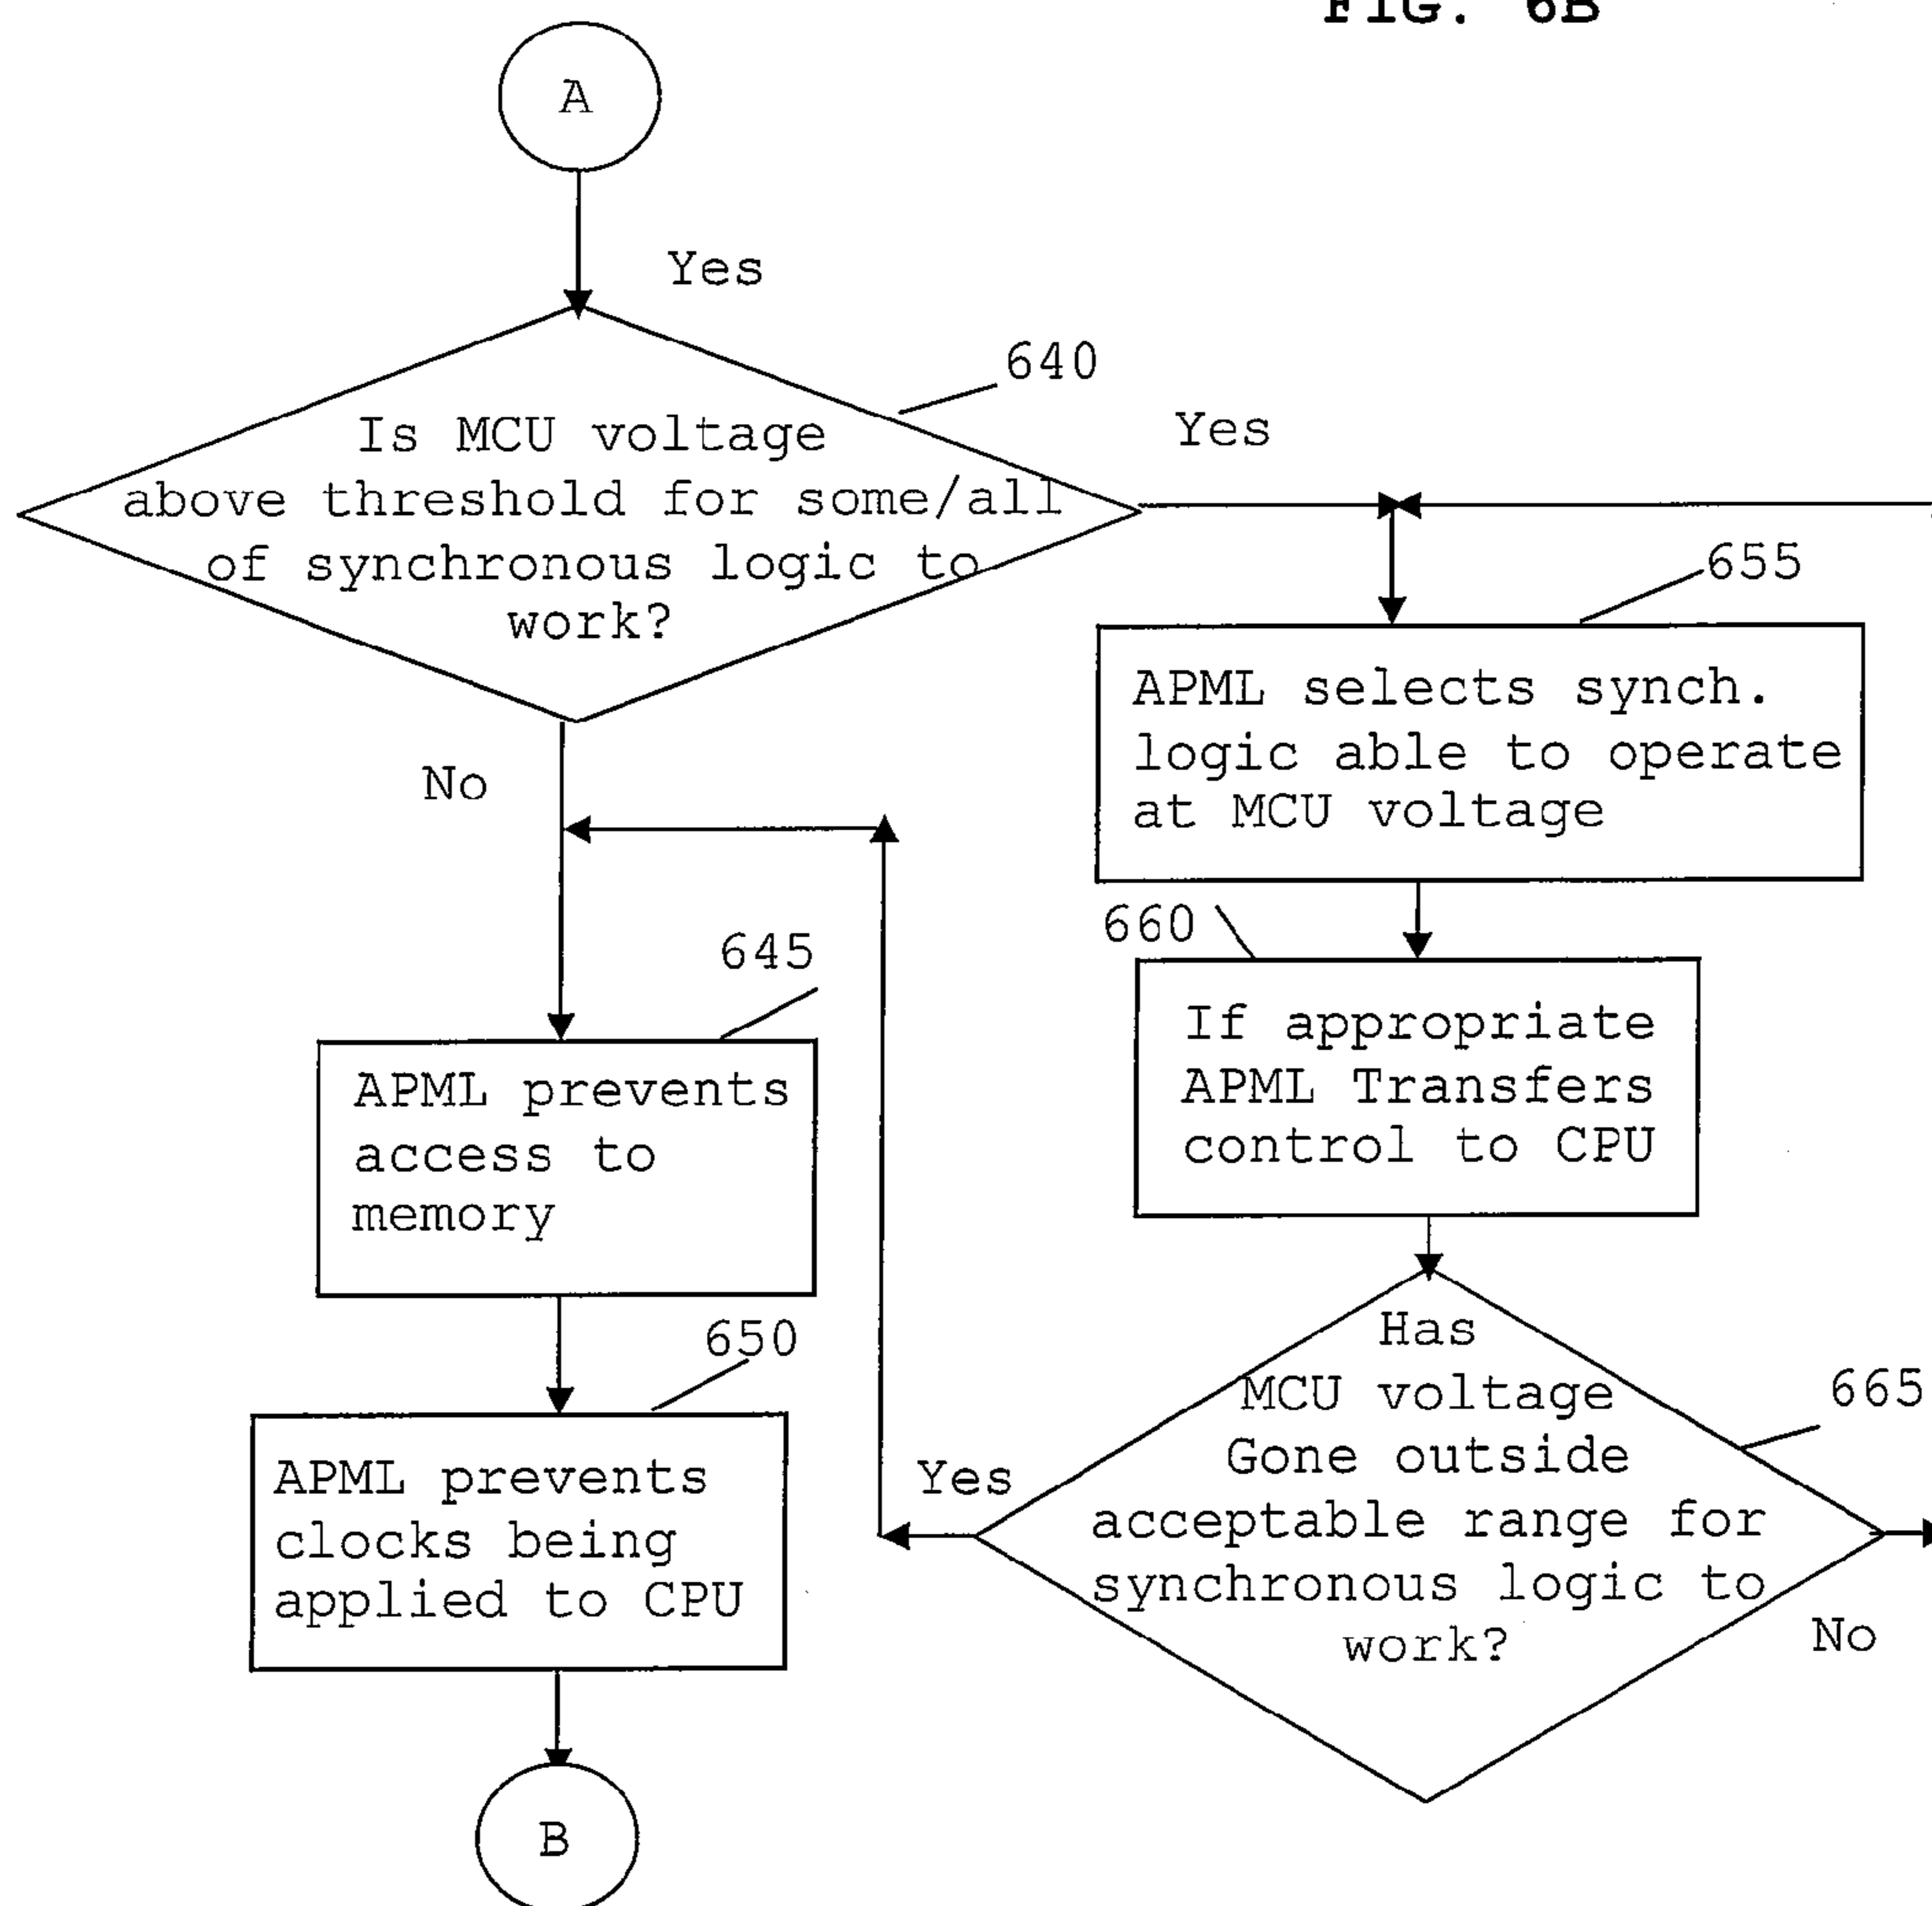 FIG. 6B
A
Yes
640
Is MCU voltage
above threshold for some/all
of synchronous logic to
work?
Yes
No
655
APML selects synch.
logic able to operate
at MCU voltage
660
If appropriate
APML Transfers
control to CPU
645
APML prevents
access to
memory
650
APML prevents
clocks being
applied to CPU
665
Has
MCU voltage
Gone outside
acceptable range for
synchronous logic to
work?
Yes
No
B